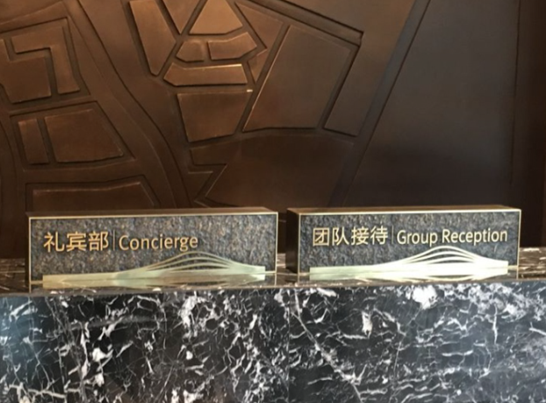 礼宾部 | Concierge
团队接待 | Group Reception